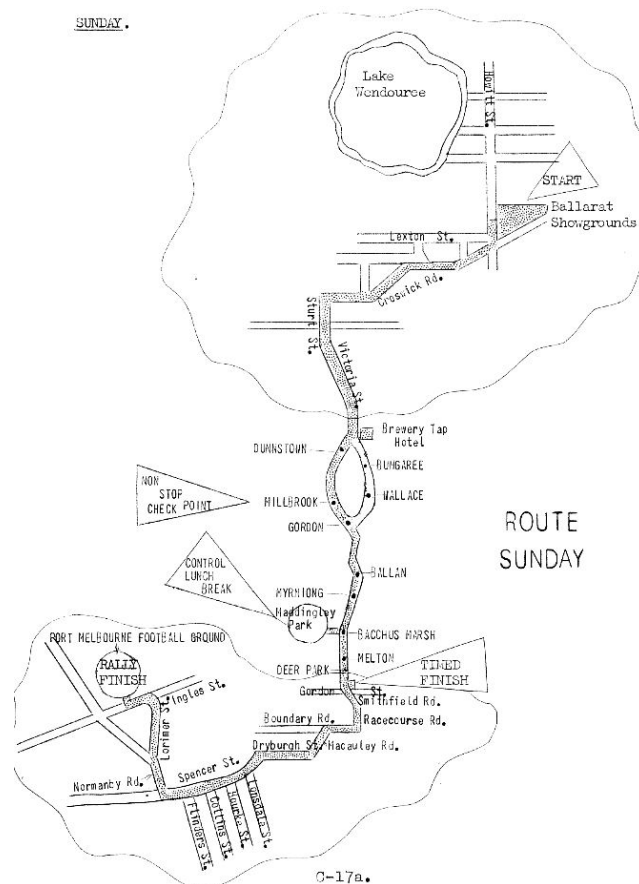 SUNDAY.
Lake
Wendouree
Howitt St.
START
Ballarat
Showgrounds
Lexton St.
Creswick Rd.
Sturt St.
Victoria St.
Brewery Tap
Hotel
DUNNSTOWN
BUNGAREE
NON
STOP
CHECK POINT
WALLACE
MILLBROOK
GORDON
ROUTE
SUNDAY
CONTROL
LUNCH
BREAK
BALLAN
MYRNIONG
Maddingley
Park
BACCHUS MARSH
PORT MELBOURNE FOOTBALL GROUND
MELTON
TIMED
FINISH
DEER PARK
RALLY
FINISH
Gordon St.
Smithfield Rd.
Ingles St.
Boundary Rd.
Racecourse Rd.
Lorimer St.
Dryburgh St.
Macauley Rd.
Spencer St.
Normanby Rd.
Lonsdale St.
Bourke St.
Collins St.
Flinders St.
C-17a.